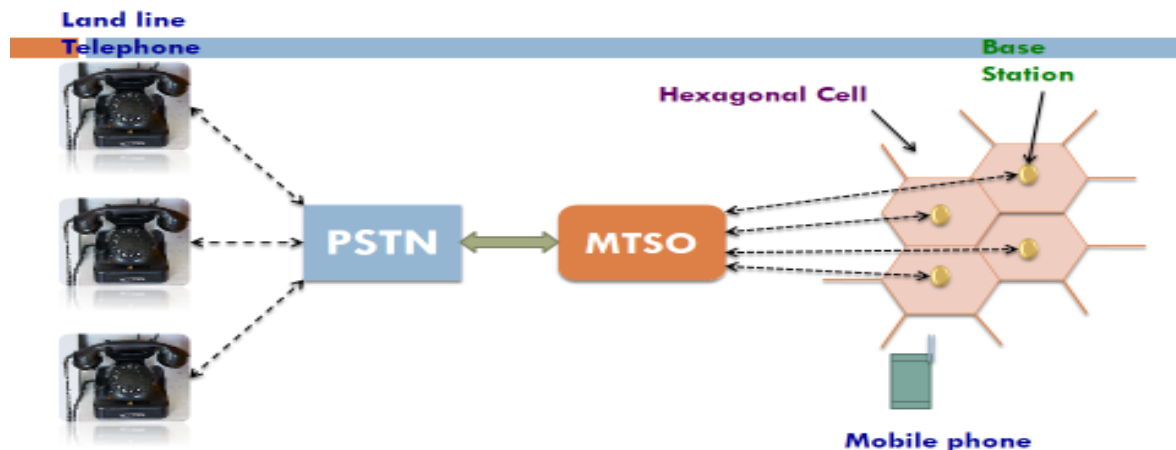 Land line
Telephone
Base
Station
Hexagonal Cell
PSTN
MTSO
Mobile phone